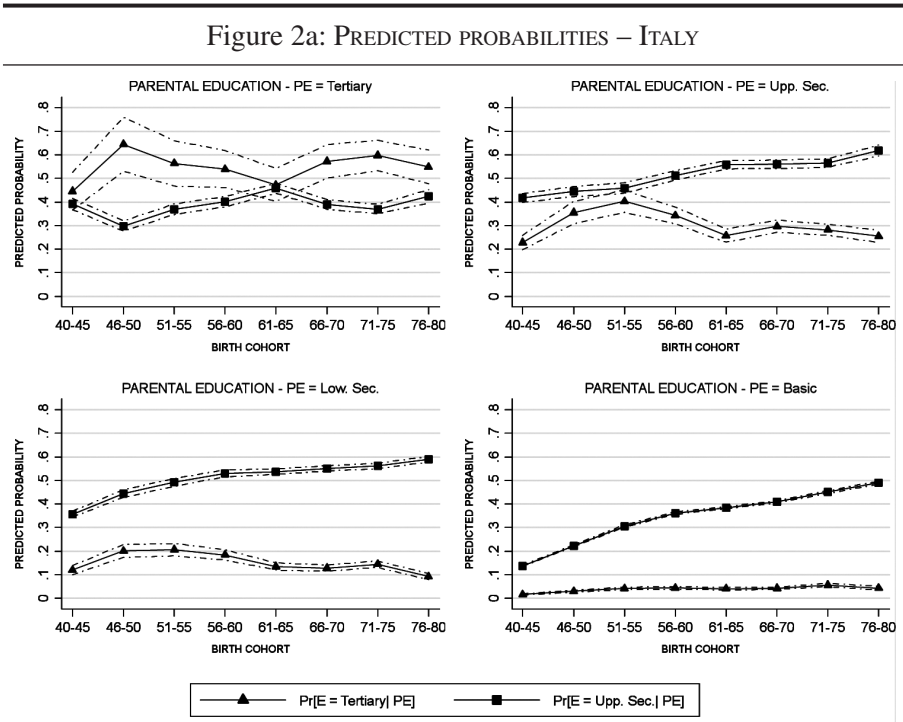 Figure 2a: PREDICTED PROBABILITIES – ITALY
PARENTAL EDUCATION - PE = Tertiary
PREDICTED PROBABILITY
.8
.7
.6
.5
.4
.3
.2
.1
0
40-45 46-50 51-55 56-60 61-65 66-70 71-75 76-80
BIRTH COHORT
PARENTAL EDUCATION - PE = Upp. Sec.
PREDICTED PROBABILITY
.8
.7
.6
.5
.4
.3
.2
.1
0
40-45 46-50 51-55 56-60 61-65 66-70 71-75 76-80
BIRTH COHORT
PARENTAL EDUCATION - PE = Low. Sec.
PREDICTED PROBABILITY
.8
.7
.6
.5
.4
.3
.2
.1
0
40-45 46-50 51-55 56-60 61-65 66-70 71-75 76-80
BIRTH COHORT
PARENTAL EDUCATION - PE = Basic
PREDICTED PROBABILITY
.8
.7
.6
.5
.4
.3
.2
.1
0
40-45 46-50 51-55 56-60 61-65 66-70 71-75 76-80
BIRTH COHORT
Pr[E = Tertiary| PE] Pr[E = Upp. Sec.| PE]